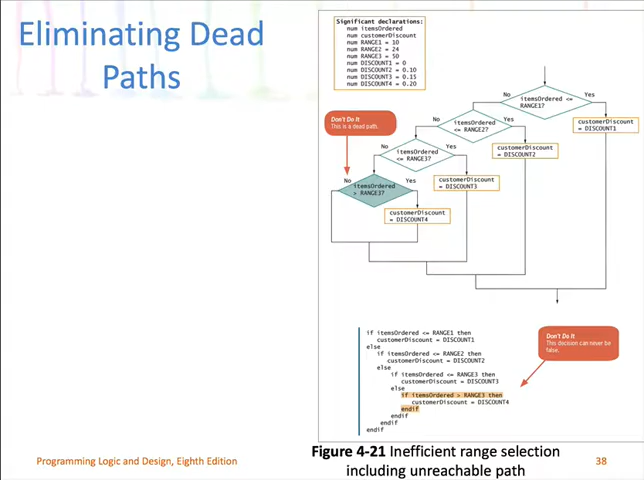 Eliminating Dead
Paths
Significant declarations:
num itemsOrdered
num customerDiscount
num RANGE1 = 10
num RANGE2 = 24
num RANGE3 = 50
num DISCOUNT1 = 0
num DISCOUNT2 = 0.10
num DISCOUNT3 = 0.15
num DISCOUNT4 = 0.20
No
itemsOrdered <=
RANGE1?
Yes
customerDiscount
= DISCOUNT1
No
itemsOrdered
<= RANGE2?
Yes
customerDiscount
= DISCOUNT2
Don't Do It
This is a dead path.
No
itemsOrdered
<= RANGE3?
Yes
customerDiscount
= DISCOUNT3
No
itemsOrdered
> RANGE3?
Yes
customerDiscount
= DISCOUNT4
if itemsOrdered <= RANGE1 then
customerDiscount = DISCOUNT1
else
if itemsOrdered <= RANGE2 then
customerDiscount = DISCOUNT2
else
if itemsOrdered <= RANGE3 then
customerDiscount = DISCOUNT3
else
if itemsOrdered > RANGE3 then
customerDiscount = DISCOUNT4
endif
endif
endif
endif
Don't Do It
This decision can never be
false.
Figure 4-21 Inefficient range selection
including unreachable path
Programming Logic and Design, Eighth Edition
38